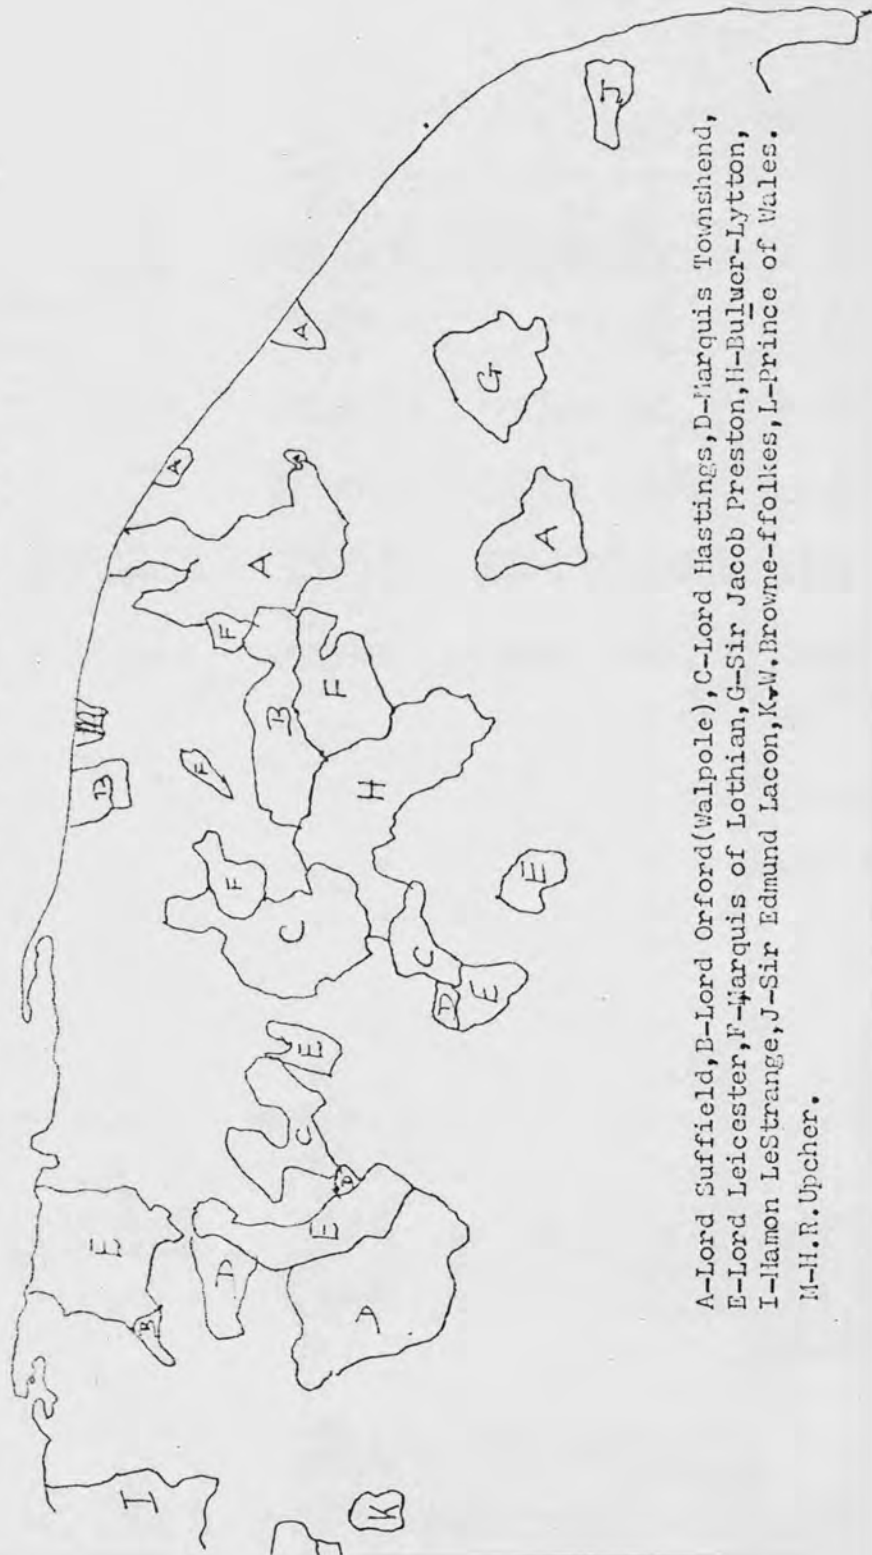 E
B
M
I
B
A
F
D
F
F
A
B
C
A
A
C
E
E
F
D
A
H
K
C
D
E
G
E
A
J
A-Lord Suffield,B-Lord Orford(Walpole),C-Lord Hastings,D-Marquis Townshend,
E-Lord Leicester,F-Marquis of Lothian,G-Sir Jacob Preston,H-Bulwer-Lytton,
I-Hamon LeStrange,J-Sir Edmund Lacon,K-W.Browne-ffolkes,L-Prince of Wales.
M-H.R.Upcher.